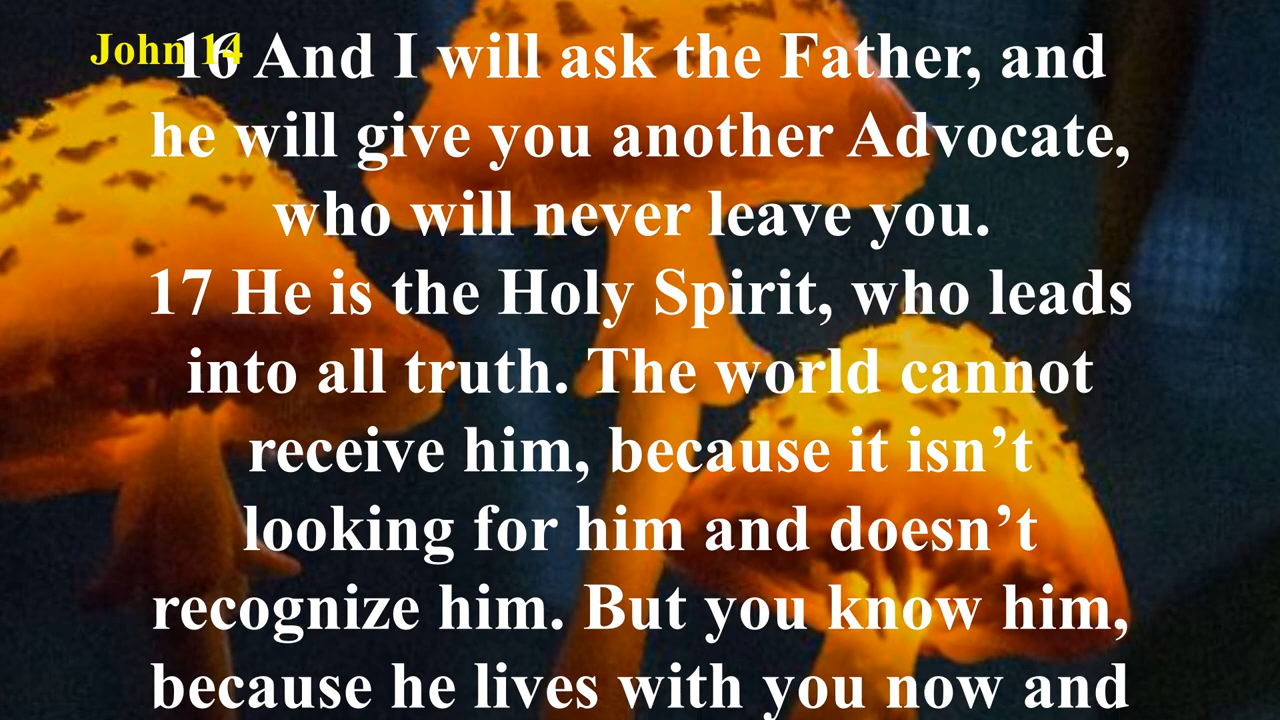 John 14
16 And I will ask the Father, and
he will give you another Advocate,
who will never leave you.
17 He is the Holy Spirit, who leads
into all truth. The world cannot
receive him, because it isn’t
looking for him and doesn’t
recognize him. But you know him,
because he lives with you now and